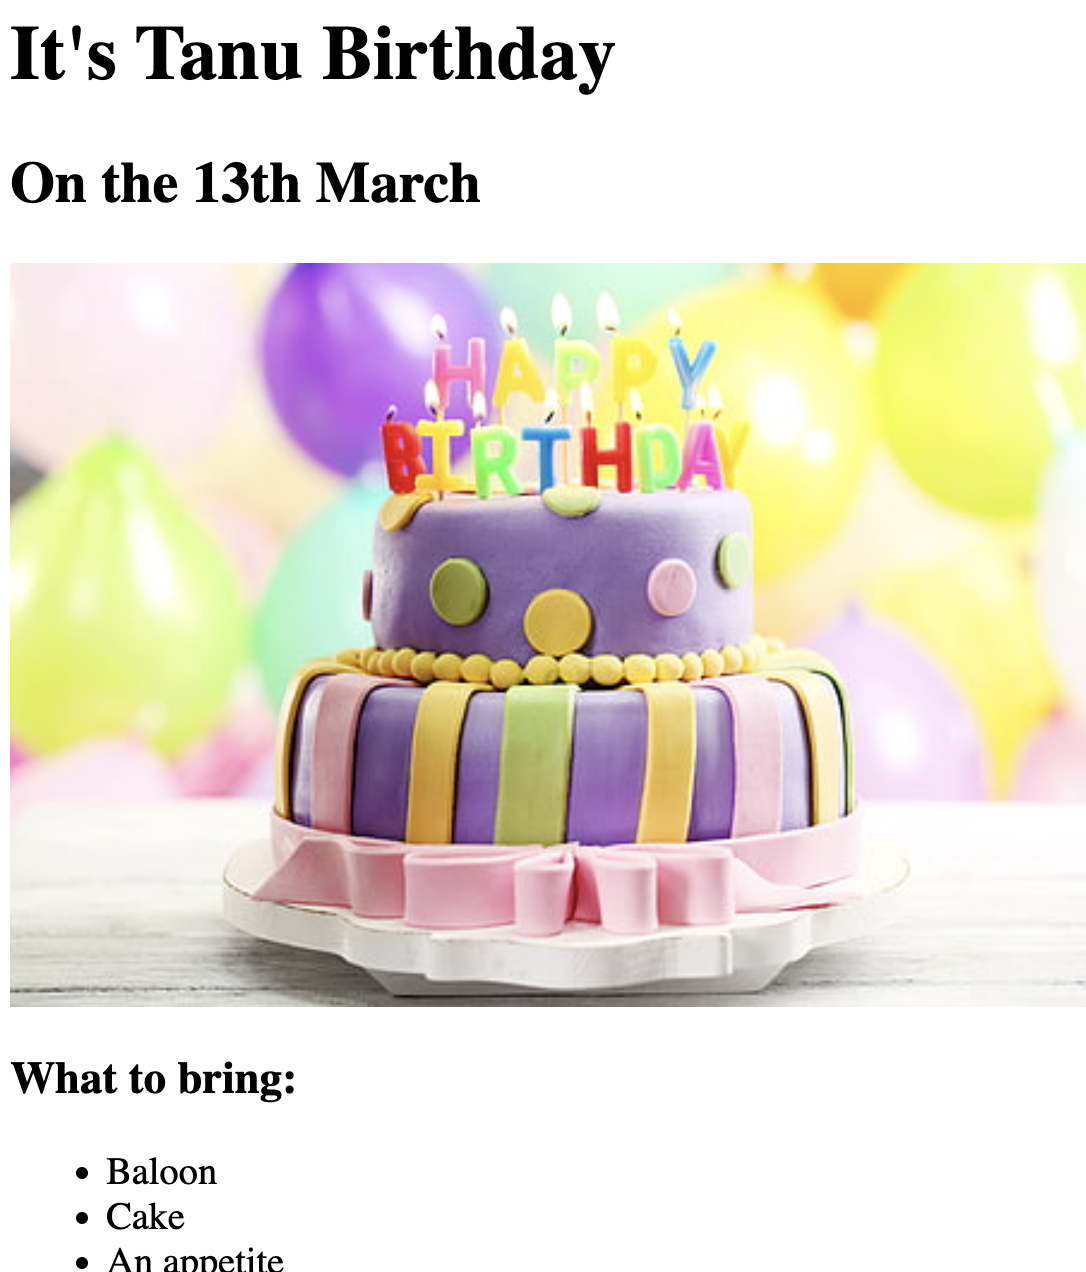 It's Tanu Birthday
On the 13th March
HAPPY
BIRTHDAY
What to bring:
Baloon
Cake
An appetite